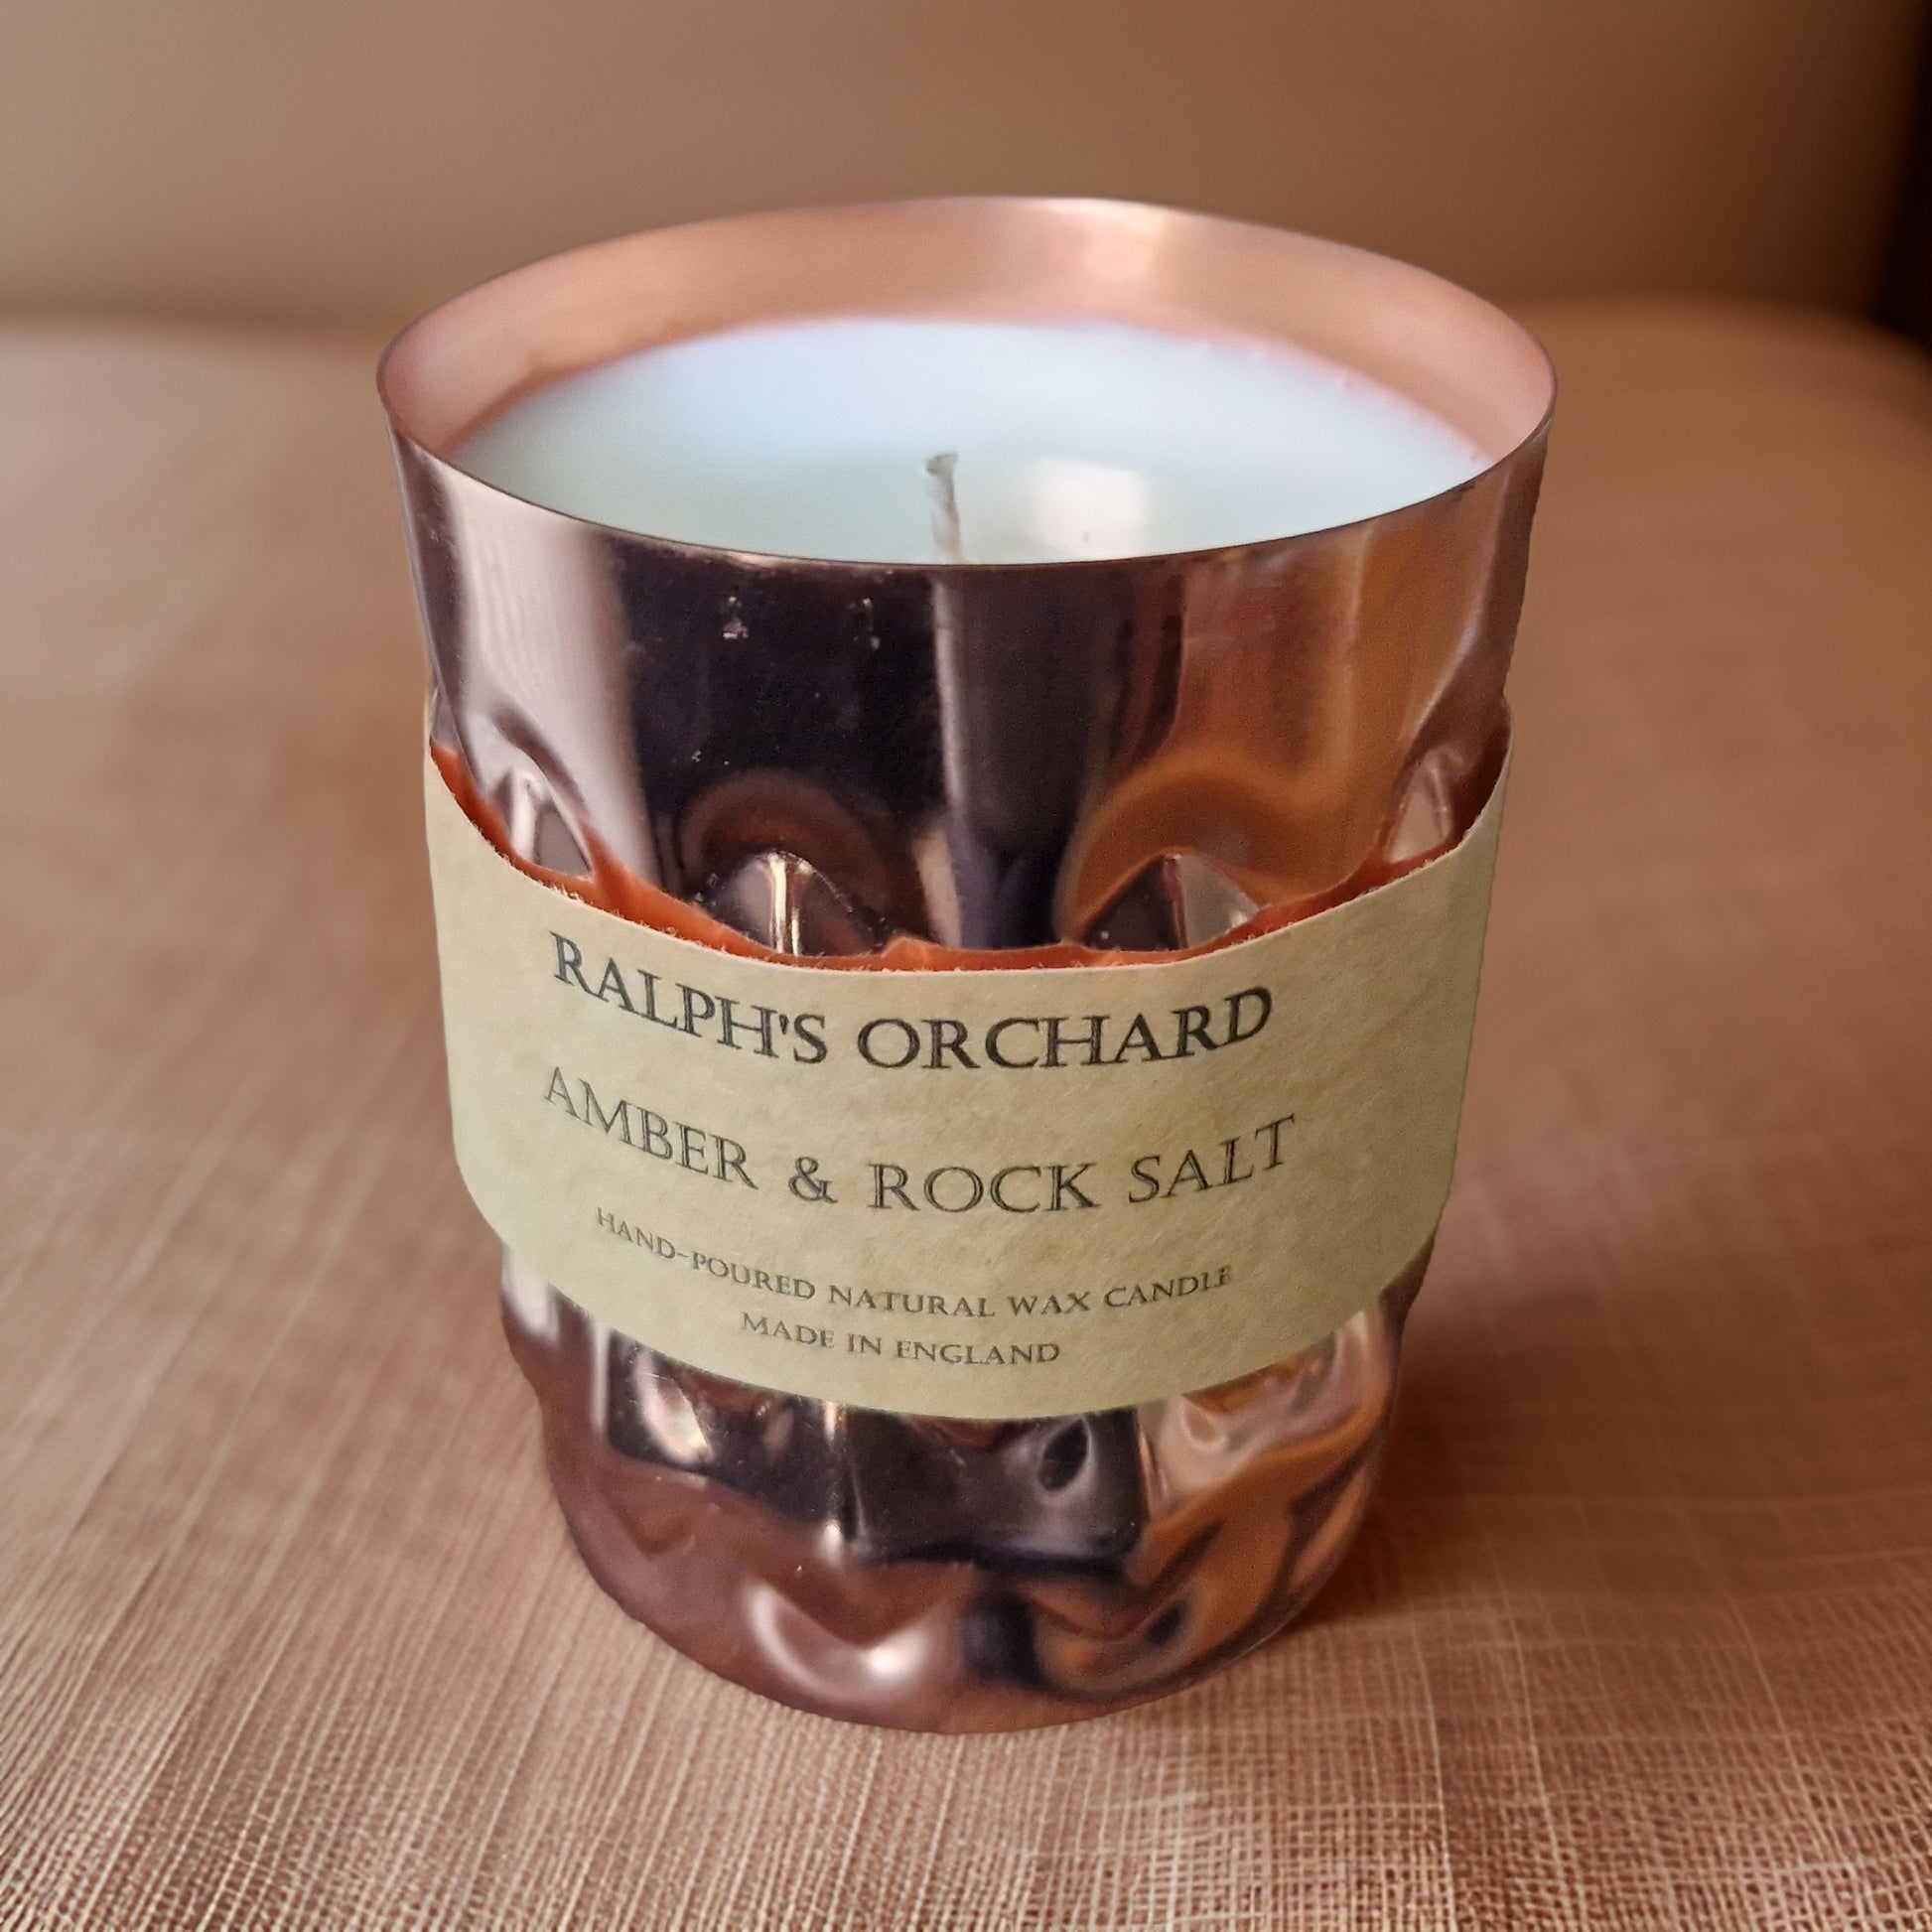 RALPH'S ORCHARD
AMBER & ROCK SALT
HAND-POURED NATURAL WAX CANDLE
MADE IN ENGLAND